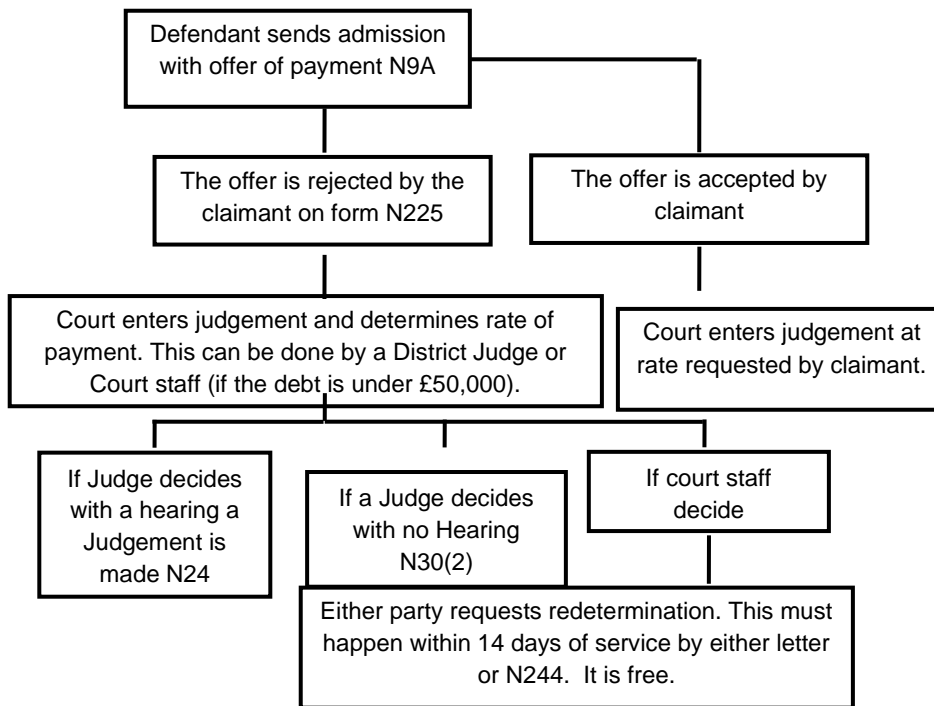 Defendant sends admission
with offer of payment N9A
The offer is rejected by the
claimant on form N225
The offer is accepted by
claimant
Court enters judgement and determines rate of
payment. This can be done by a District Judge or
Court staff (if the debt is under £50,000).
Court enters judgement at
rate requested by claimant.
If Judge decides
with a hearing a
Judgement is
made N24
If a Judge decides
with no Hearing
N30(2)
If court staff
decide
Either party requests redetermination. This must
happen within 14 days of service by either letter
or N244.  It is free.